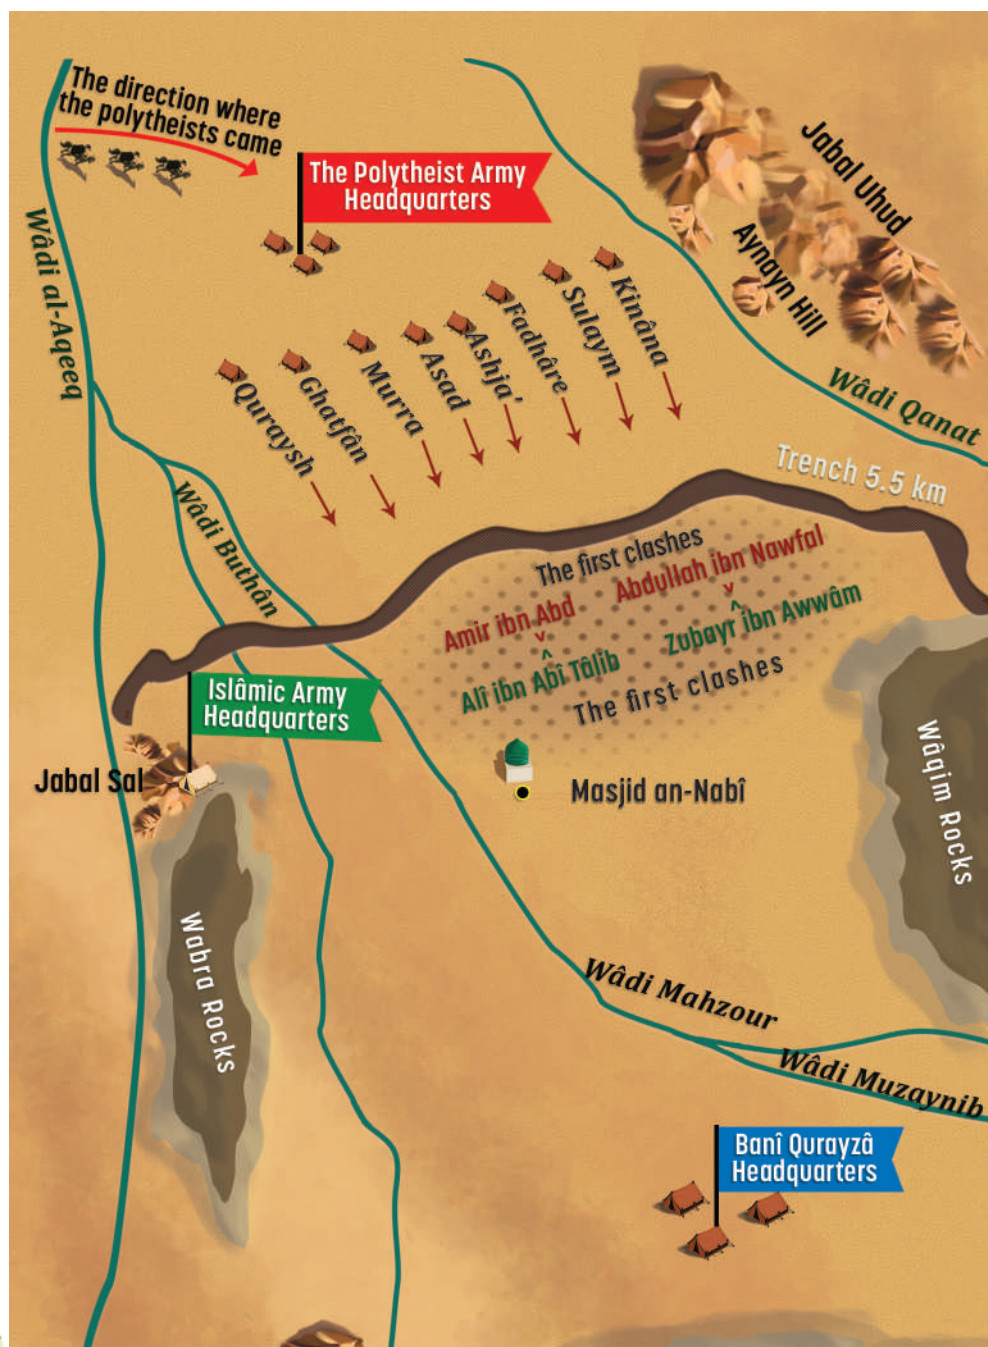 The direction where
the polytheists came
The Polytheist Army
Headquarters
Jabal Uhud
Aynayn Hill
Wâdi al-Aqeeq
Wâdi Qanat
Quraysh
Ghatfân
Murra
Asad
Ashja'
Fadhâre
Sulaym
Kinâna
Trench 5.5 km
Wâdi Buthân
The first clashes
Amir ibn Abd
Abdullah ibn Nawfal
Alî ibn Abî Tâlib
Zubayr ibn Awwâm
The first clashes
Islâmic Army
Headquarters
Jabal Sal
Masjid an-Nabî
Wâqim Rocks
Wabra Rocks
Wâdi Mahzour
Wâdi Muzaynib
Banî Qurayzâ
Headquarters